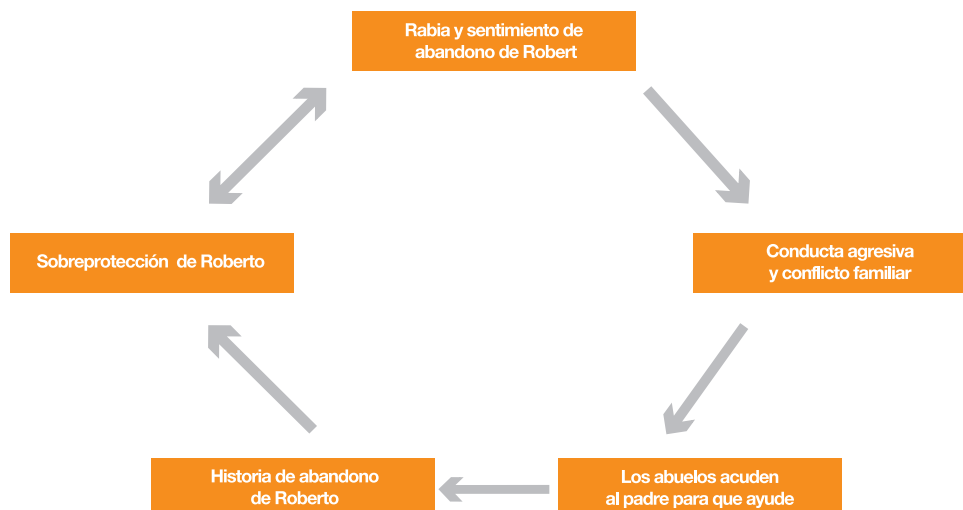 Rabia y sentimiento de
abandono de Robert
Sobreprotección de Roberto
Conducta agresiva
y conflicto familiar
Historia de abandono
de Roberto
Los abuelos acuden
al padre para que ayude